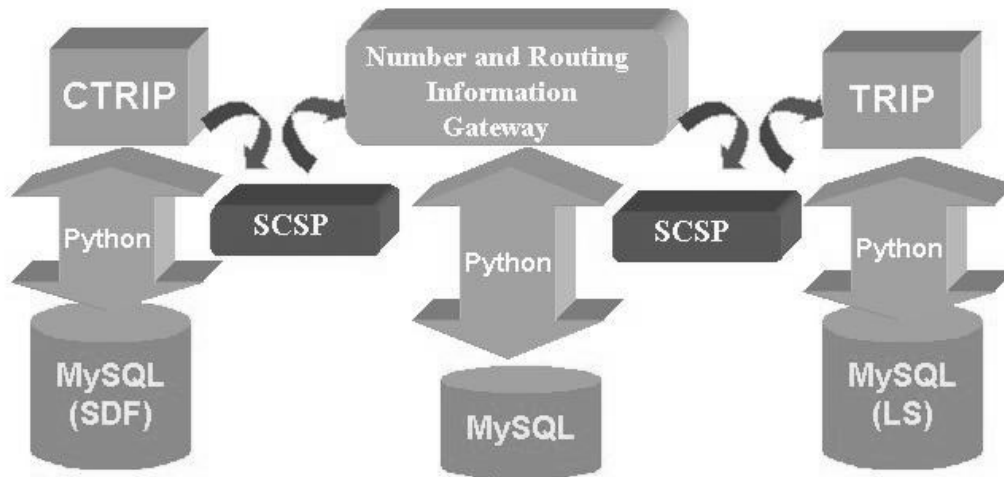 CTRIP
Number and Routing
Information
Gateway
TRIP
SCSP
SCSP
Python
Python
Python
MySQL
(SDF)
MySQL
MySQL
(LS)